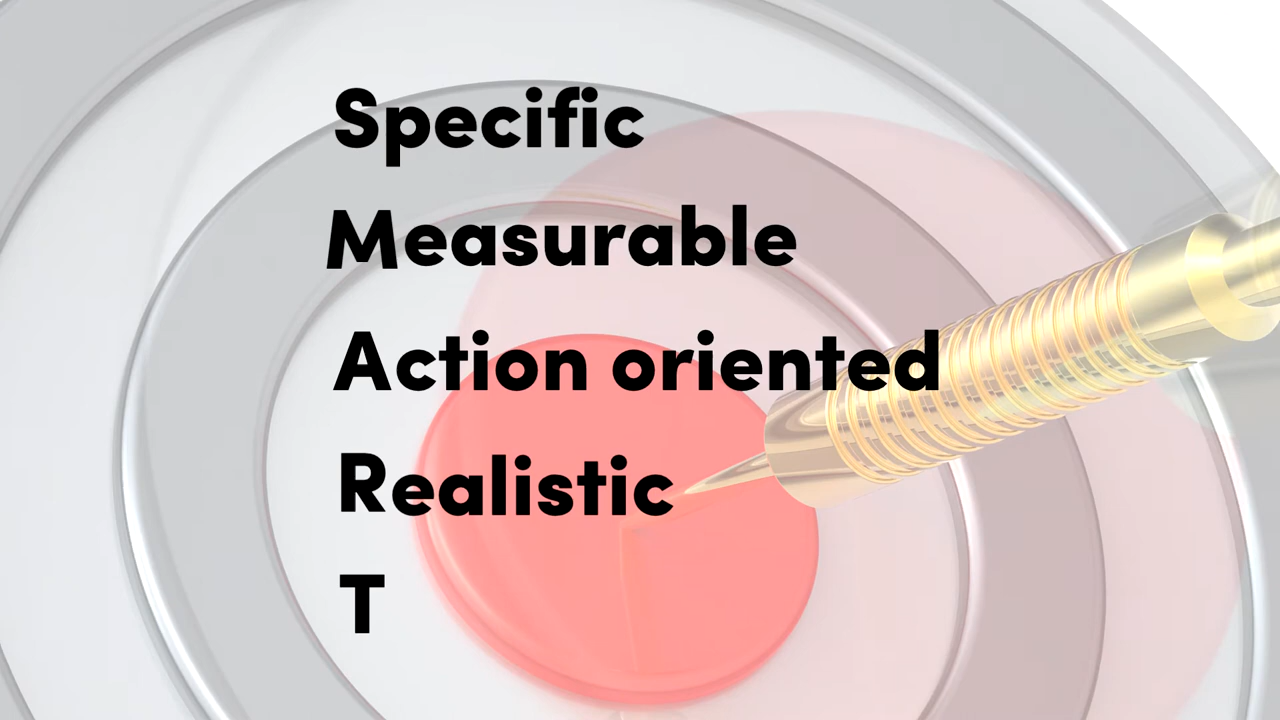 Specific
Measurable
Action oriented
Realistic
T